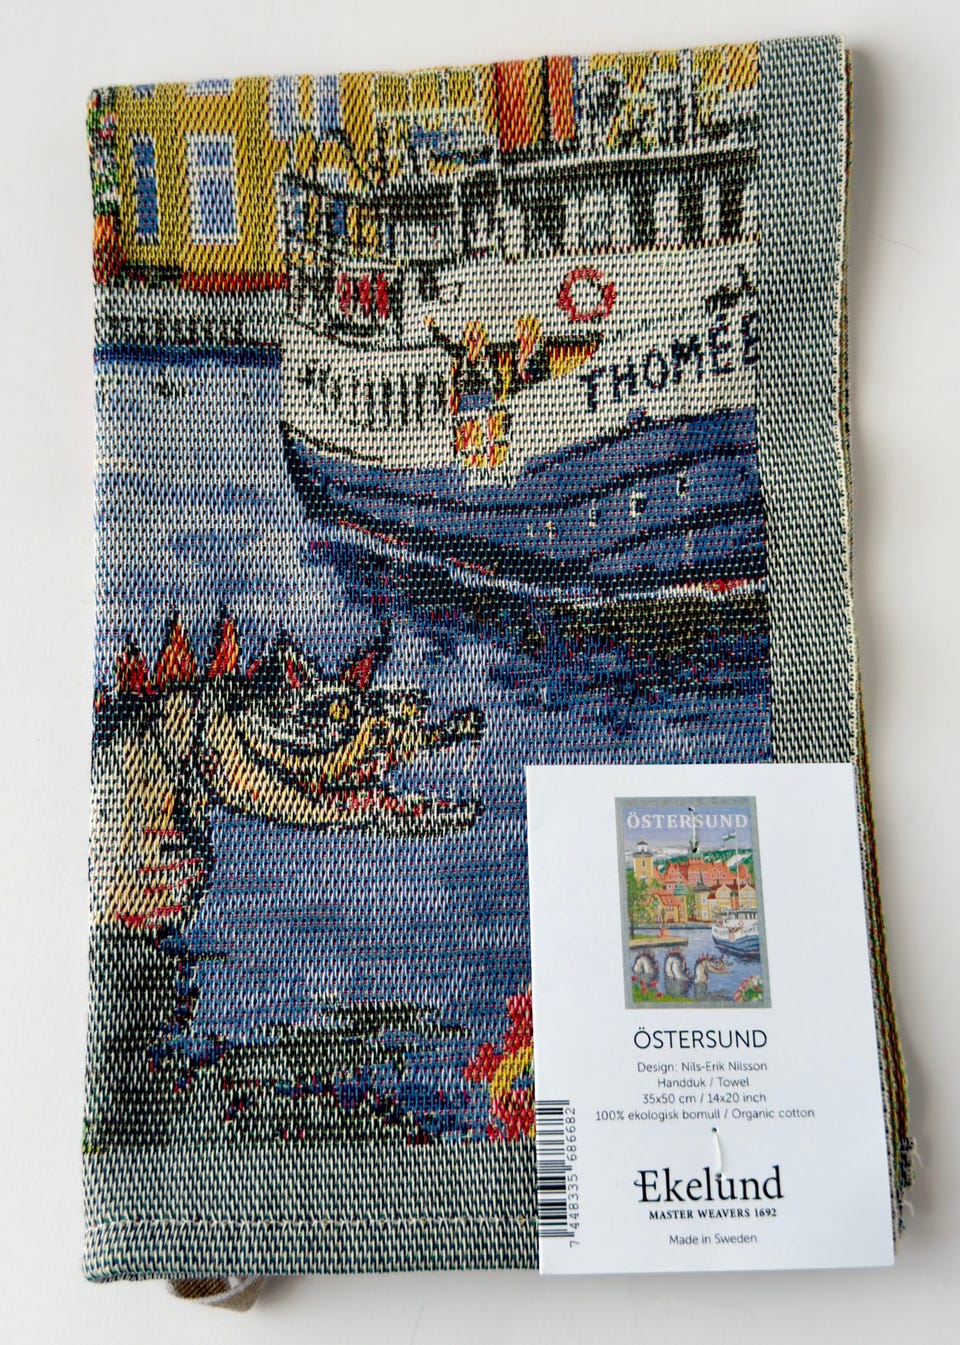 THOMÉE
ÖSTERSUND
ÖSTERSUND
Design: Nils-Erik Nilsson
Handduk / Towel
35x50 cm / 14x20 inch
100% ekologisk bomull / Organic cotton
Ekelund
MASTER WEAVERS 1692
Made in Sweden
7 448335 686682